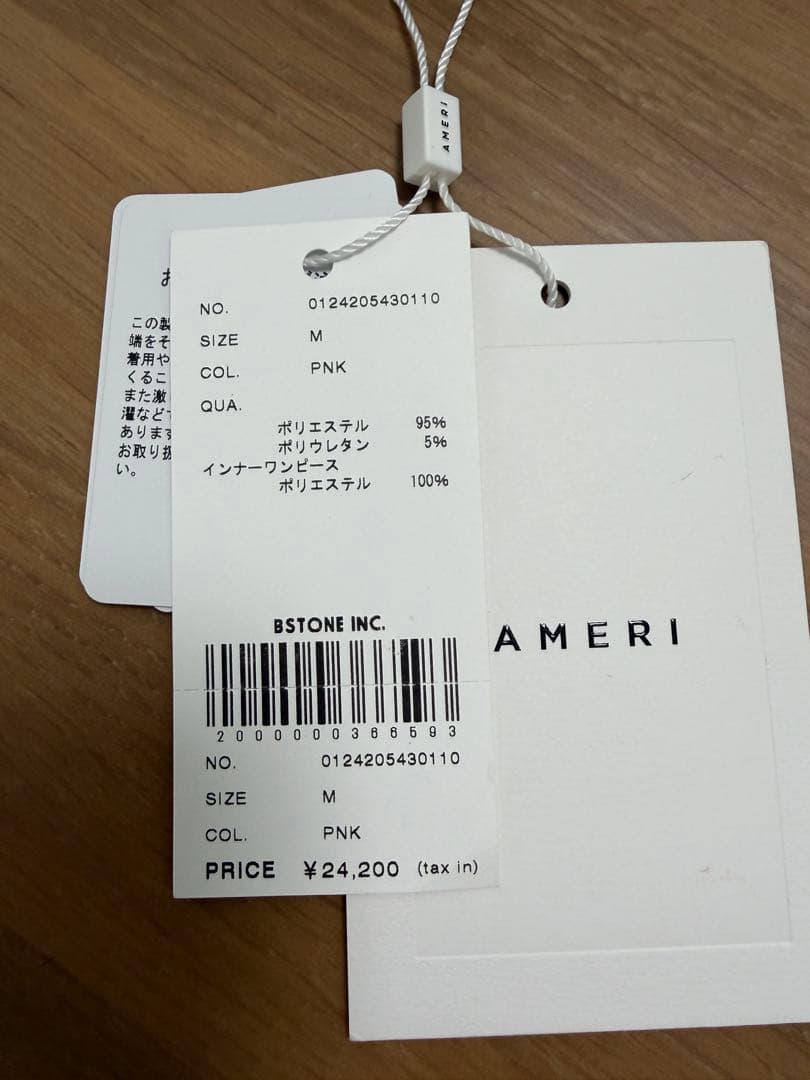 AMERI
お
この製
端をそ
着用や
くるこ
また激
濯などで
あります
お取り扱
い。
NO. 0124205430110
SIZE M
COL. PNK
QUA.
ポリエステル 95%
ポリウレタン 5%
インナーワンピース
ポリエステル 100%
BSTONE INC.
2000000366593
NO. 0124205430110
SIZE M
COL. PNK
PRICE ¥24,200 (tax in)
AMERI